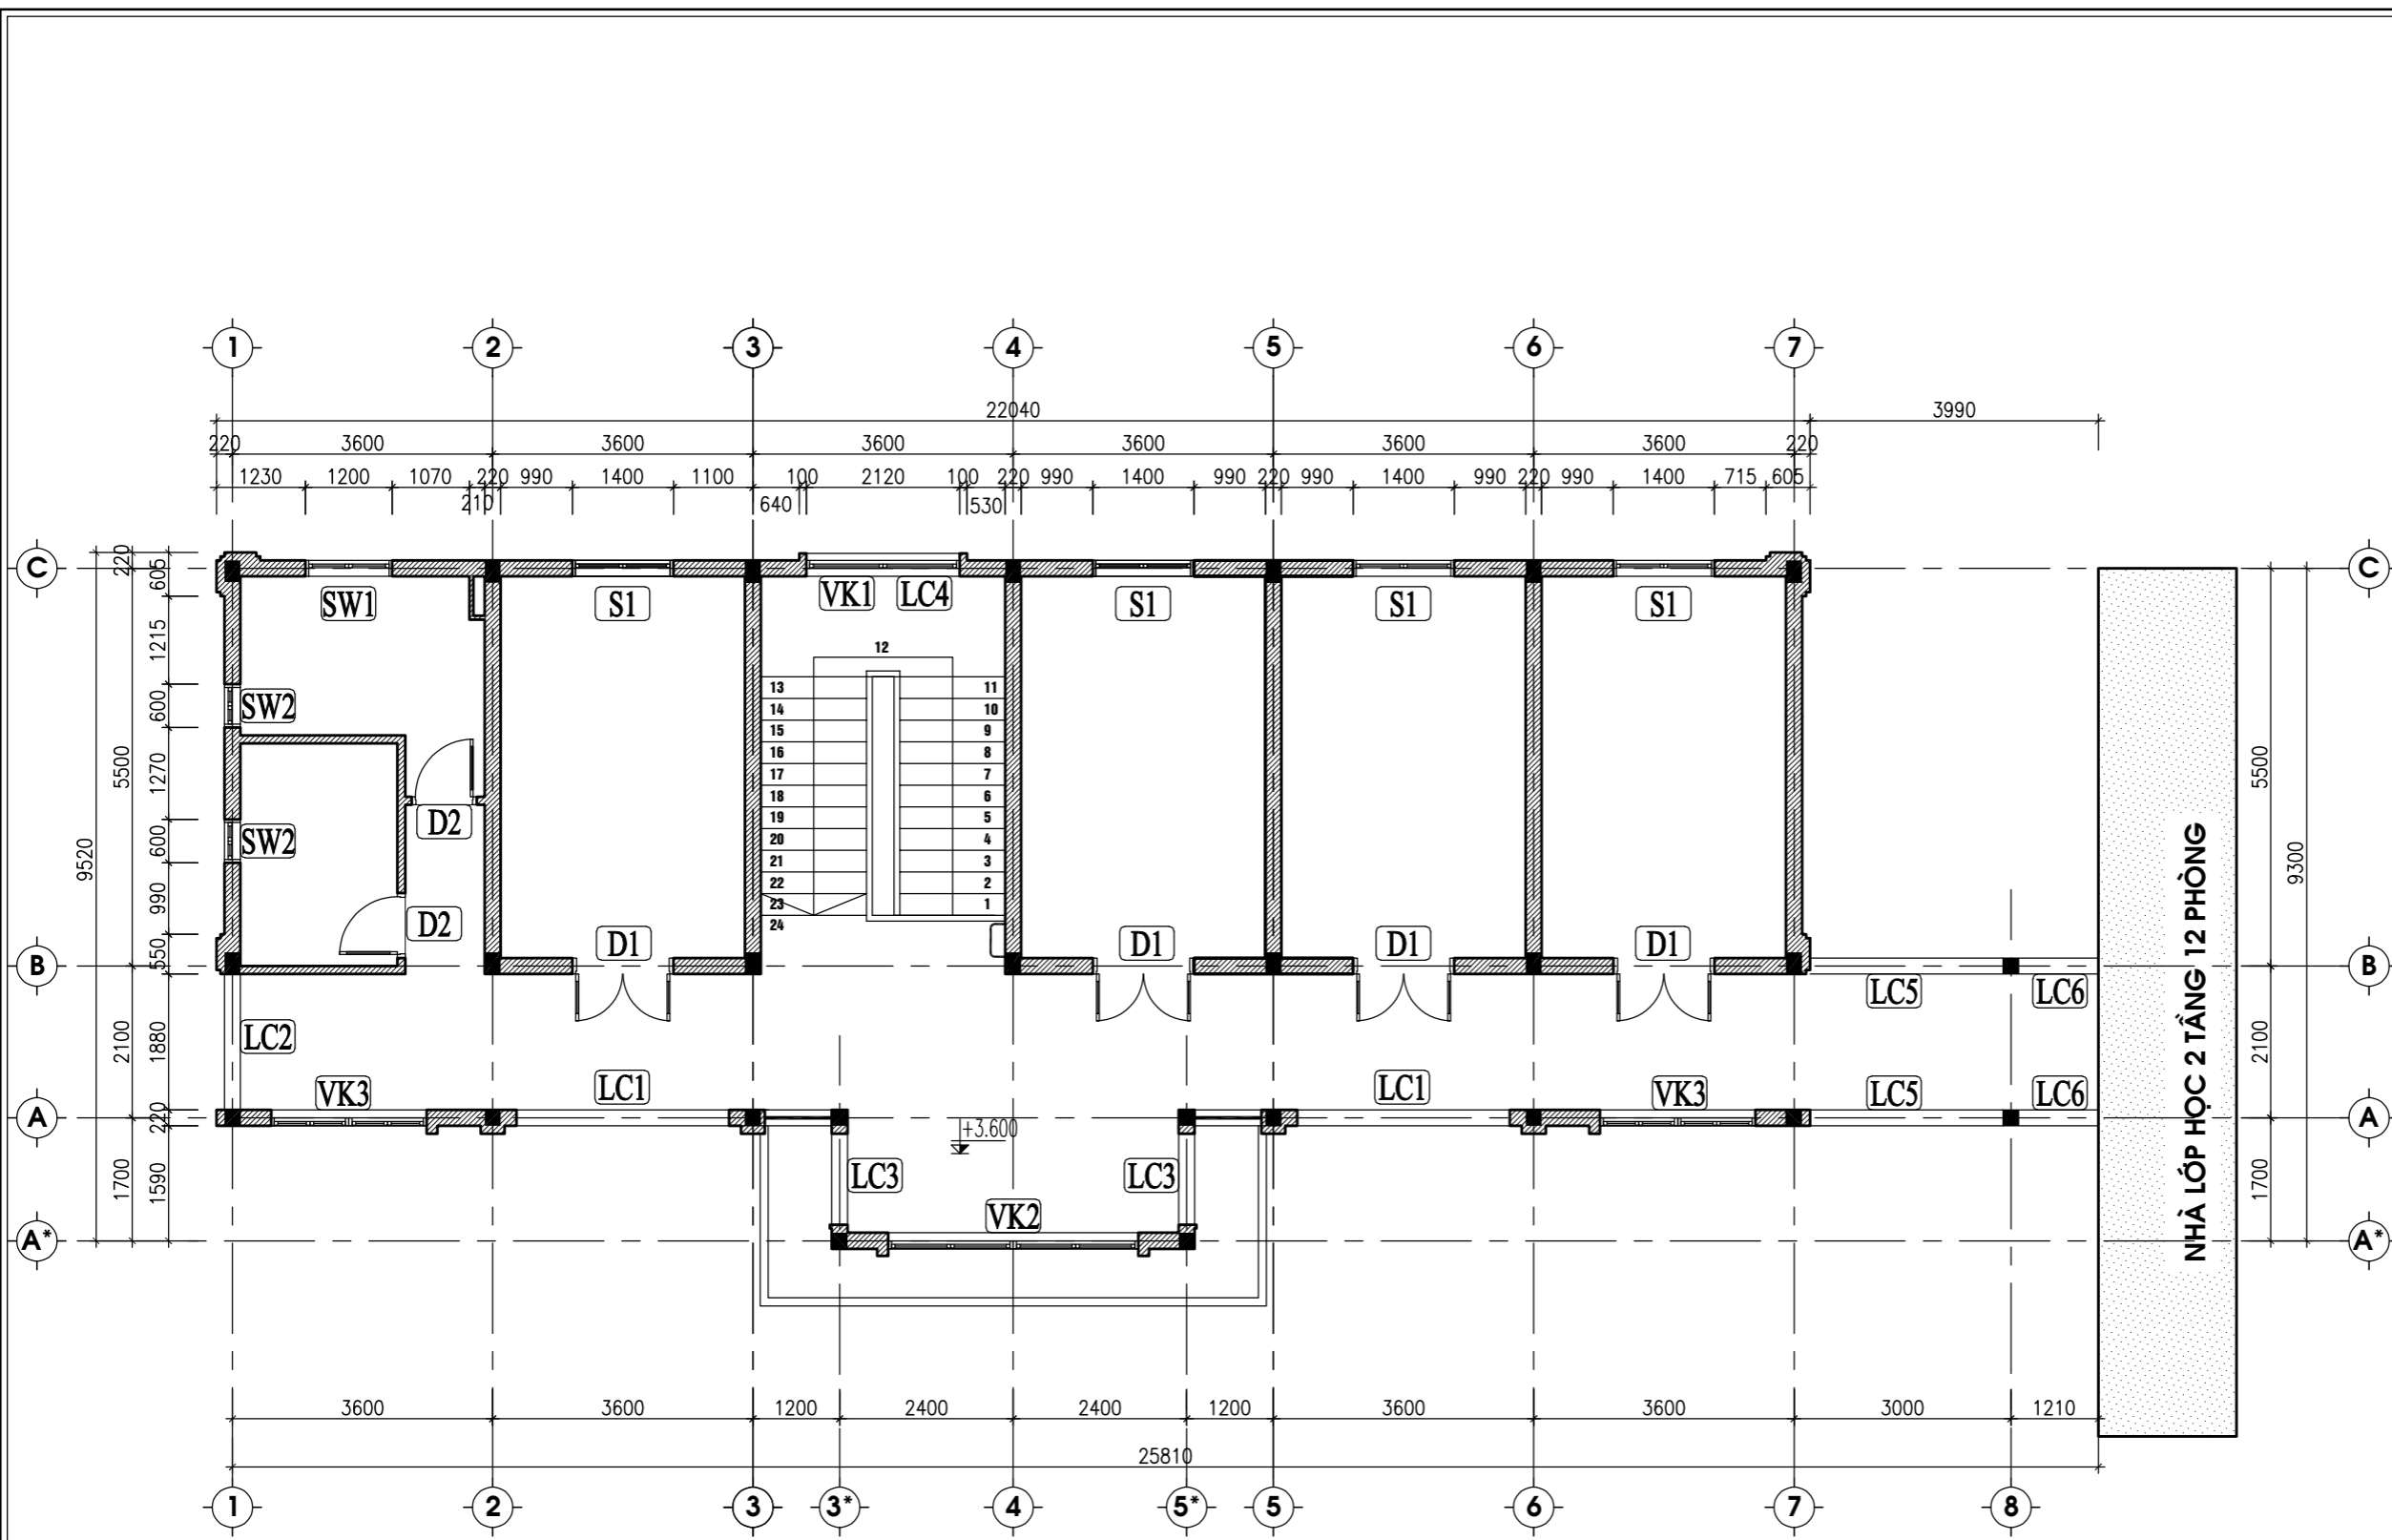 1 2 3 4 5 6 7
22040 3990
220 3600 3600 3600 3600 3600 3600 220
1230 1200 1070 220 990 1400 1100 100 2120 100 220 990 1400 990 220 990 1400 990 220 990 1400 715 605
210 640 530
C C
220 605
SW1 S1 VK1 LC4 S1 S1 S1
1215
12
13 11
600 SW2 14 10
15 9
16 8
5500 1270 17 7 5500
18 6
D2 19 5
9520 600 SW2 20 4 9300
21 3
990 22 2
D2 23 1
24
550 D1 D1 D1 D1
B B
LC5 LC6
2100 1880 LC2 2100
VK3 LC1 LC1 VK3 LC5 LC6
A A
220 +3.600
1700 1590 LC3 LC3 1700
VK2
A* A*
NHÀ LỚP HỌC 2 TẦNG 12 PHÒNG
3600 3600 1200 2400 2400 1200 3600 3600 3000 1210
25810
1 2 3 3* 4 5* 5 6 7 8